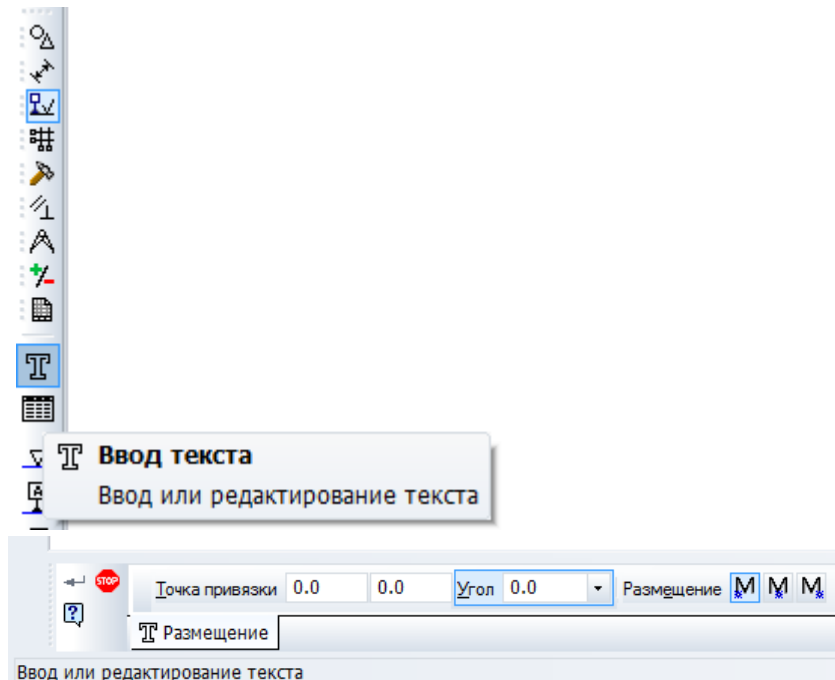 Ввод текста
Ввод или редактирование текста
STOP Точка привязки 0.0 0.0 Угол 0.0 Размещение
Размещение
Ввод или редактирование текста